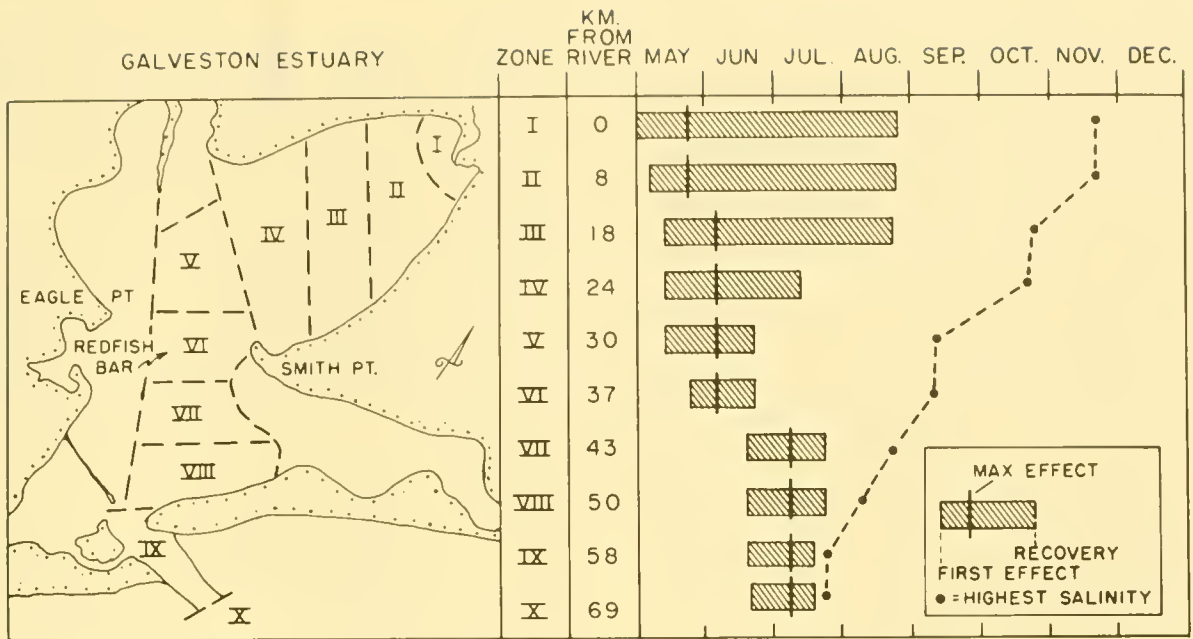 GALVESTON ESTUARY
ZONE
KM.
FROM
RIVER
MAY JUN JUL. AUG. SEP. OCT. NOV. DEC.
I 0
II 8
III 18
IV 24
V 30
VI 37
VII 43
VIII 50
IX 58
X 69
I
II
III
IV
V
EAGLE PT
REDFISH
BAR
VI
SMITH PT.
VII
VIII
IX
X
MAX EFFECT
RECOVERY
FIRST EFFECT
= HIGHEST SALINITY